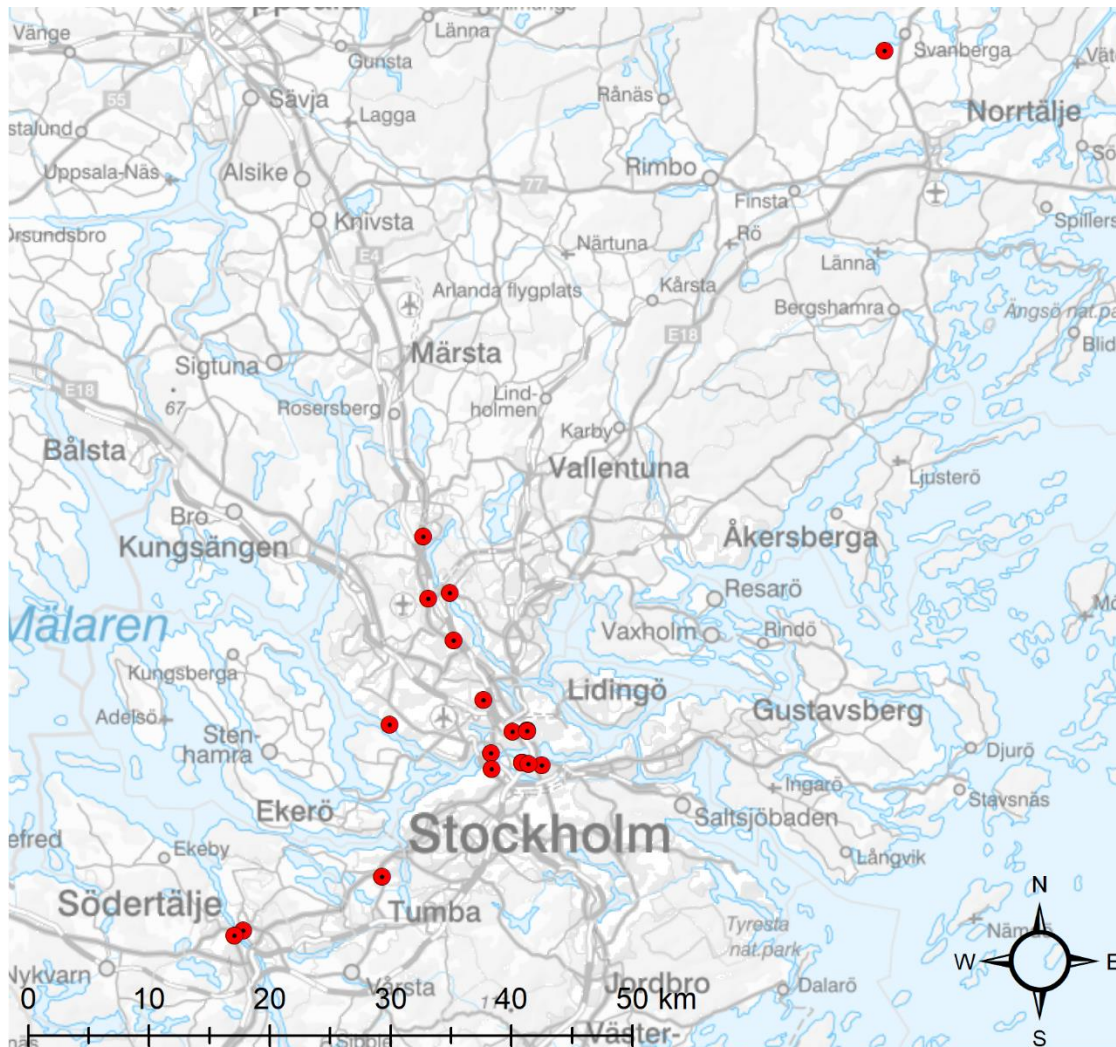 Vänge
Länna
Gunsta
Svanberga
Sävja
Rånäs
Norrtälje
55
Lagga
stalund
Uppsala-Näs
Alsike
77
Rimbo
Finsta
Knivsta
Spillers
Örsundsbro
Närtuna
Rö
Länna
E4
Arlanda flygplats
Kårsta
Bergshamra
Ängsö nat.pa
E18
Blid
Märsta
Sigtuna
E18
67
Rosersberg
Lind-
holmen
Karby
Bålsta
Vallentuna
Ljusterö
Bro
Kungsängen
Åkersberga
Resarö
Mälaren
Vaxholm
Rindö
Kungsberga
Lidingö
Adelsö
Sten-
hamra
Gustavsberg
Djurö
Ingarö
Stavsnäs
Ekerö
Stockholm
Saltsjöbaden
efred
Ekeby
Långvik
Södertälje
Tumba
Tyresta
nat.park
Nämdö
N
W
E
S
Nykvarn
Vårsta
Jordbro
Dalarö
0 10 20 30 40 50 km
Väster-